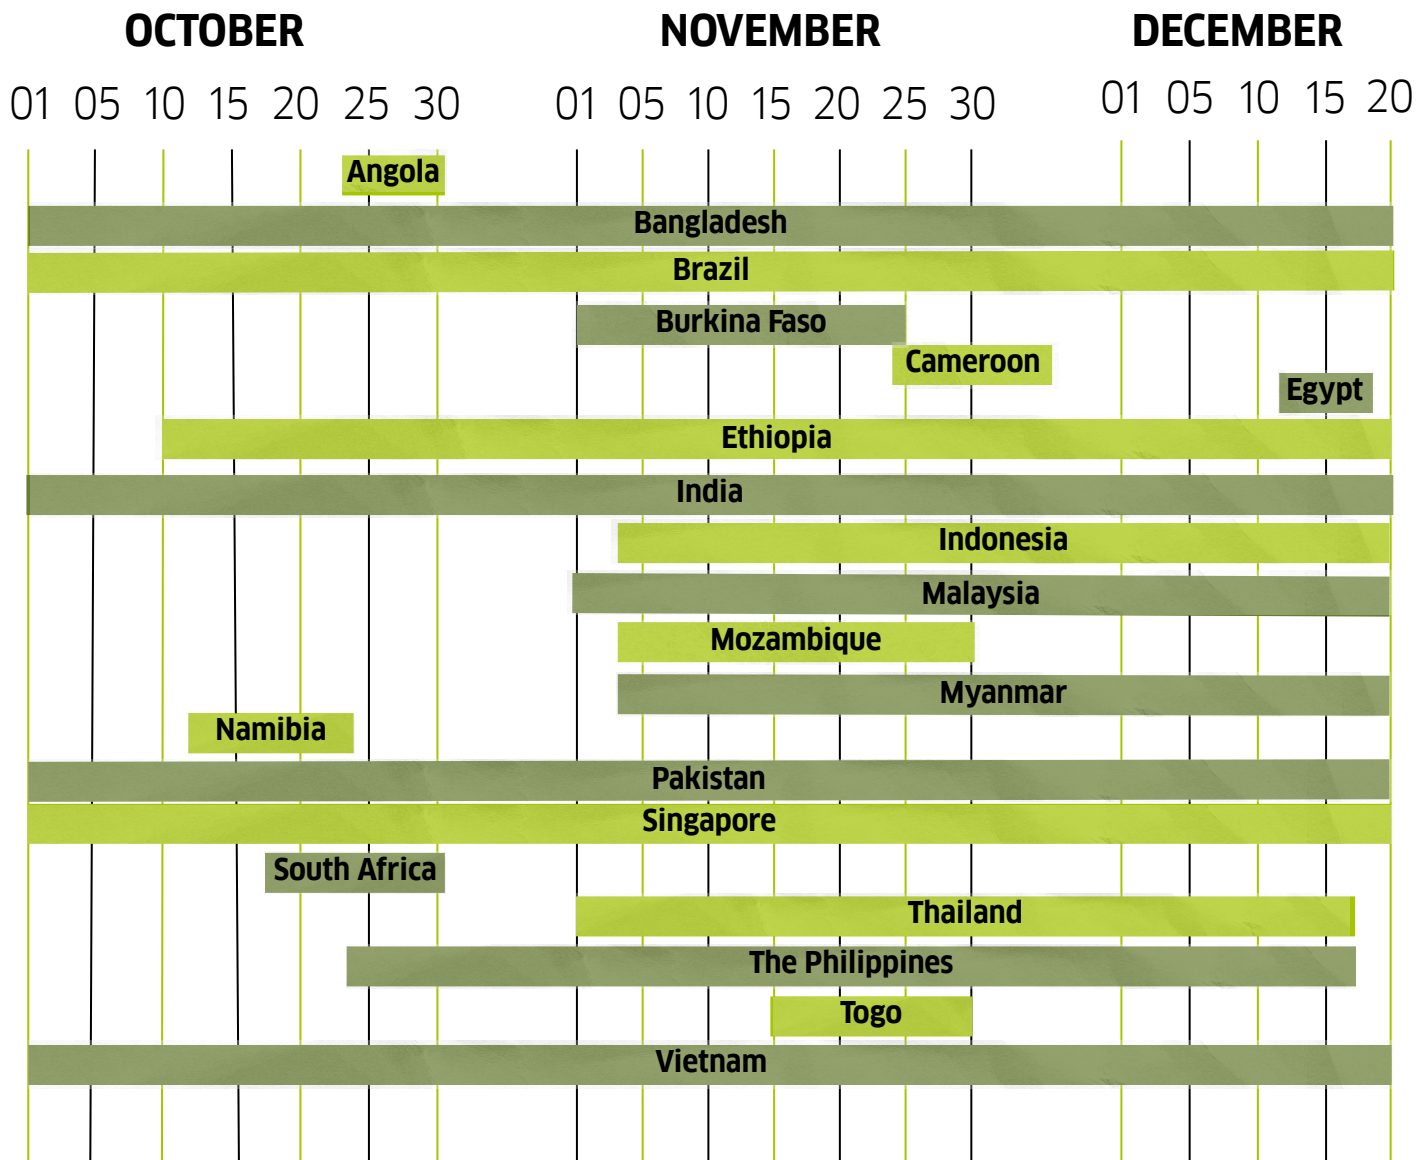 OCTOBER NOVEMBER DECEMBER
01 05 10 15 20 25 30 01 05 10 15 20 25 30 01 05 10 15 20
Angola
Bangladesh
Brazil
Burkina Faso
Cameroon
Egypt
Ethiopia
India
Indonesia
Malaysia
Mozambique
Myanmar
Namibia
Pakistan
Singapore
South Africa
Thailand
The Philippines
Togo
Vietnam